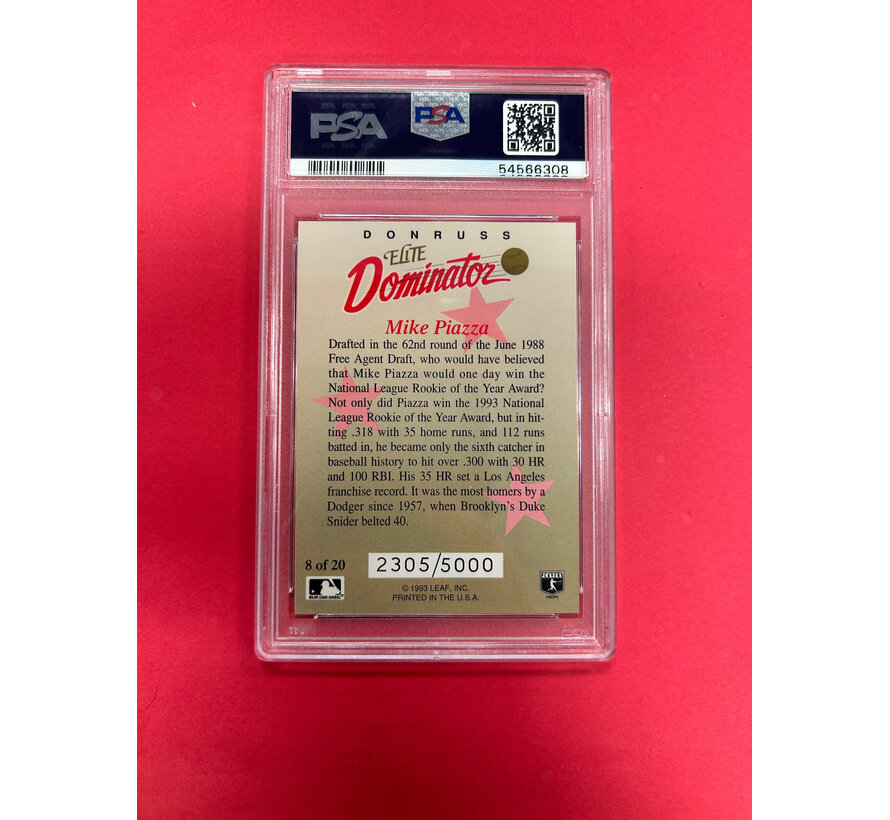 PSA
PSA
54566308
DONRUSS
ELITE
Dominator
Mike Piazza
Drafted in the 62nd round of the June 1988
Free Agent Draft, who would have believed
that Mike Piazza would one day win the
National League Rookie of the Year Award?
Not only did Piazza win the 1993 National
League Rookie of the Year Award, but in hit-
ting .318 with 35 home runs, and 112 runs
batted in, he became only the sixth catcher in
baseball history to hit over .300 with 30 HR
and 100 RBI. His 35 HR set a Los Angeles
franchise record. It was the most homers by a
Dodger since 1957, when Brooklyn's Duke
Snider belted 40.
8 of 20
2305/5000
© 1993 LEAF, INC.
PRINTED IN THE U.S.A.
MAJOR LEAGUE BASEBALL
PLAYERS
PSA